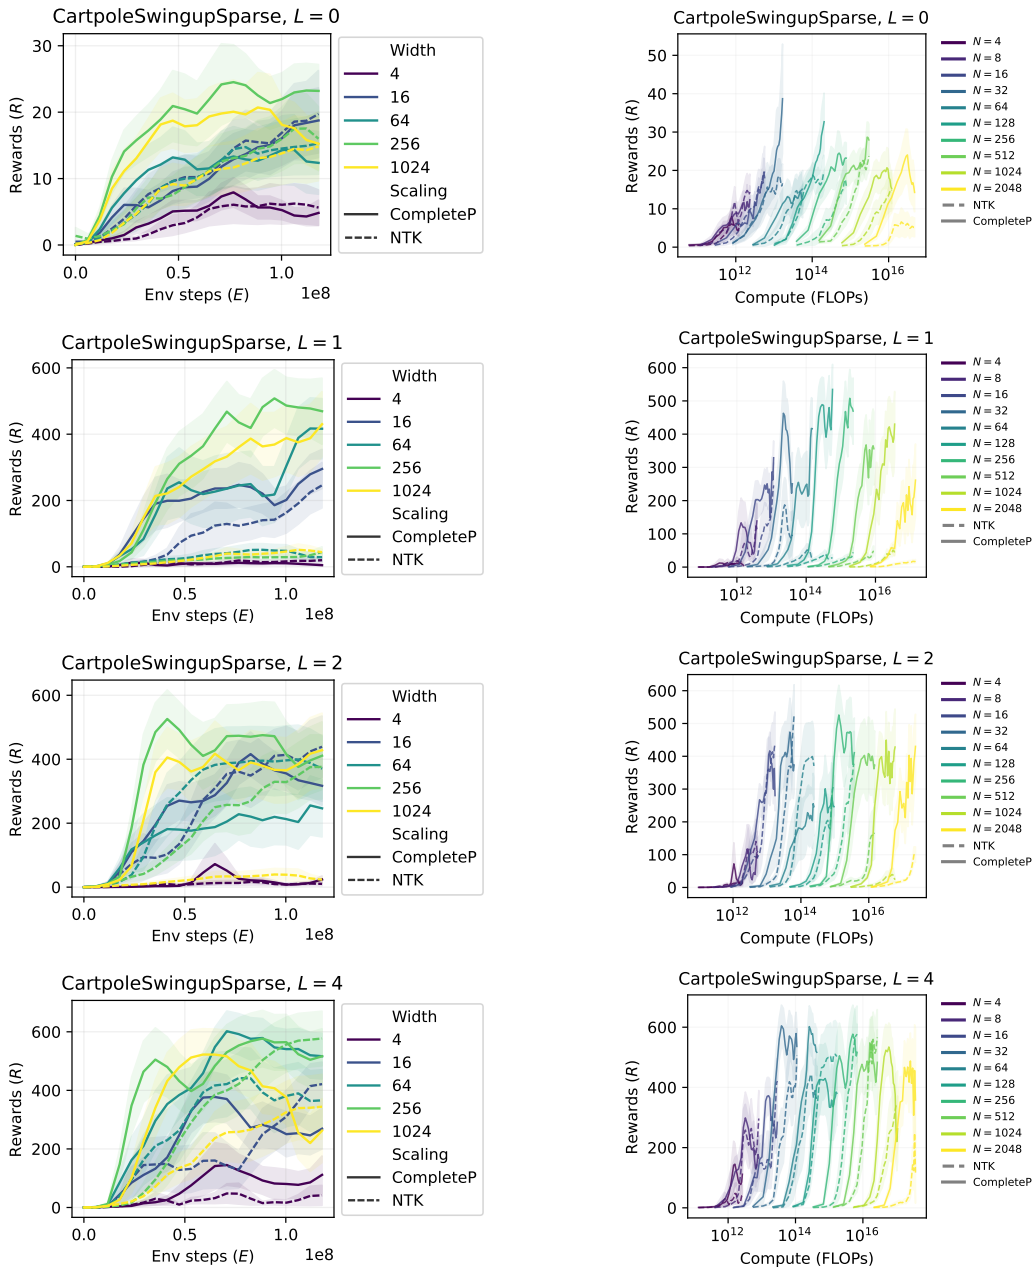 CartpoleSwingupSparse, L = 0
Rewards (R)
30
20
10
0
0.0
0.5
1.0
1e8
Env steps (E)
Width
4
16
64
256
1024
Scaling
CompleteP
NTK
CartpoleSwingupSparse, L = 0
Rewards (R)
50
40
30
20
10
0
10^12
10^14
10^16
Compute (FLOPs)
N = 4
N = 8
N = 16
N = 32
N = 64
N = 128
N = 256
N = 512
N = 1024
N = 2048
NTK
CompleteP
CartpoleSwingupSparse, L = 1
Rewards (R)
600
400
200
0
0.0
0.5
1.0
1e8
Env steps (E)
Width
4
16
64
256
1024
Scaling
CompleteP
NTK
CartpoleSwingupSparse, L = 1
Rewards (R)
600
500
400
300
200
100
0
10^12
10^14
10^16
Compute (FLOPs)
N = 4
N = 8
N = 16
N = 32
N = 64
N = 128
N = 256
N = 512
N = 1024
N = 2048
NTK
CompleteP
CartpoleSwingupSparse, L = 2
Rewards (R)
600
400
200
0
0.0
0.5
1.0
1e8
Env steps (E)
Width
4
16
64
256
1024
Scaling
CompleteP
NTK
CartpoleSwingupSparse, L = 2
Rewards (R)
600
500
400
300
200
100
0
10^12
10^14
10^16
Compute (FLOPs)
N = 4
N = 8
N = 16
N = 32
N = 64
N = 128
N = 256
N = 512
N = 1024
N = 2048
NTK
CompleteP
CartpoleSwingupSparse, L = 4
Rewards (R)
600
400
200
0
0.0
0.5
1.0
1e8
Env steps (E)
Width
4
16
64
256
1024
Scaling
CompleteP
NTK
CartpoleSwingupSparse, L = 4
Rewards (R)
600
400
200
0
10^12
10^14
10^16
Compute (FLOPs)
N = 4
N = 8
N = 16
N = 32
N = 64
N = 128
N = 256
N = 512
N = 1024
N = 2048
NTK
CompleteP